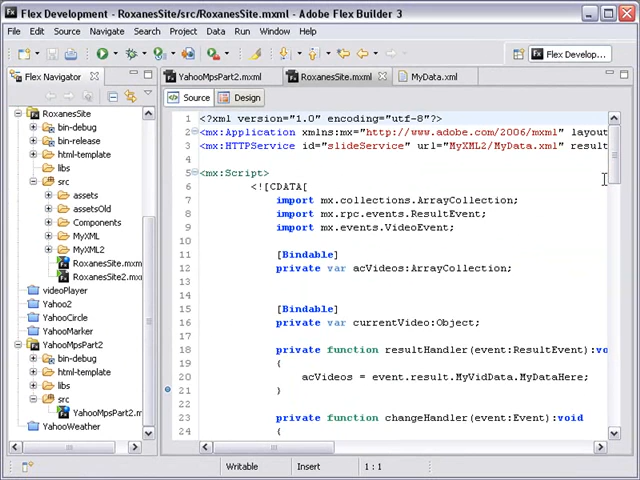 Flex Development - RoxanesSite/src/RoxanesSite.mxml - Adobe Flex Builder 3
File Edit Source Navigate Search Project Data Run Window Help
Flex Develop...
Flex Navigator
YahooMpsPart2.mxml RoxanesSite.mxml MyData.xml
Source Design
RoxanesSite
bin-debug
bin-release
html-template
libs
src
assets
assetsOld
Components
MyXML
MyXML2
RoxanesSite.mxm
RoxanesSite2.mxm
videoPlayer
Yahoo2
YahooCircle
YahooMarker
YahooMpsPart2
bin-debug
html-template
libs
src
YahooMpsPart2.m
YahooWeather
1 <?xml version="1.0" encoding="utf-8"?>
2 <mx:Application xmlns:mx="http://www.adobe.com/2006/mxml" layout
3 <mx:HTTPService id="slideService" url="MyXML2/MyData.xml" result
4
5 <mx:Script>
6 <![CDATA[
7 import mx.collections.ArrayCollection;
8 import mx.rpc.events.ResultEvent;
9 import mx.events.VideoEvent;
10
11 [Bindable]
12 private var acVideos:ArrayCollection;
13
14
15 [Bindable]
16 private var currentVideo:Object;
17
18 private function resultHandler(event:ResultEvent):vo
19 {
20 acVideos = event.result.MyVidData.MyDataHere;
21 }
22
23 private function changeHandler(event:Event):void
24 {
Writable Insert 1 : 1